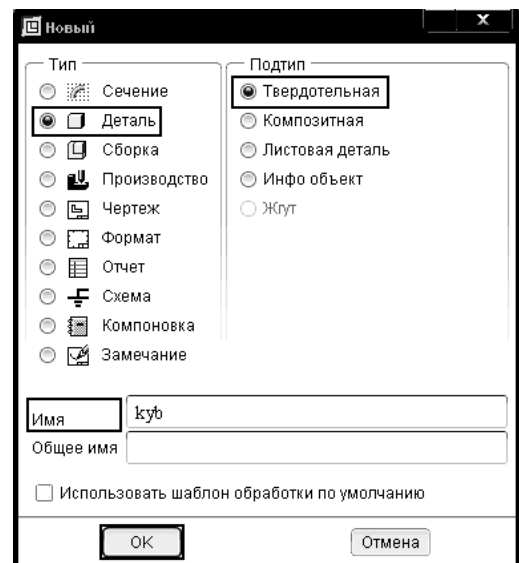 Новый x
Тип
Сечение
Деталь
Сборка
Производство
Чертеж
Формат
Отчет
Схема
Компоновка
Замечание
Подтип
Твердотельная
Композитная
Листовая деталь
Инфо объект
Жгут
Имя kyb
Общее имя
Использовать шаблон обработки по умолчанию
OK Отмена